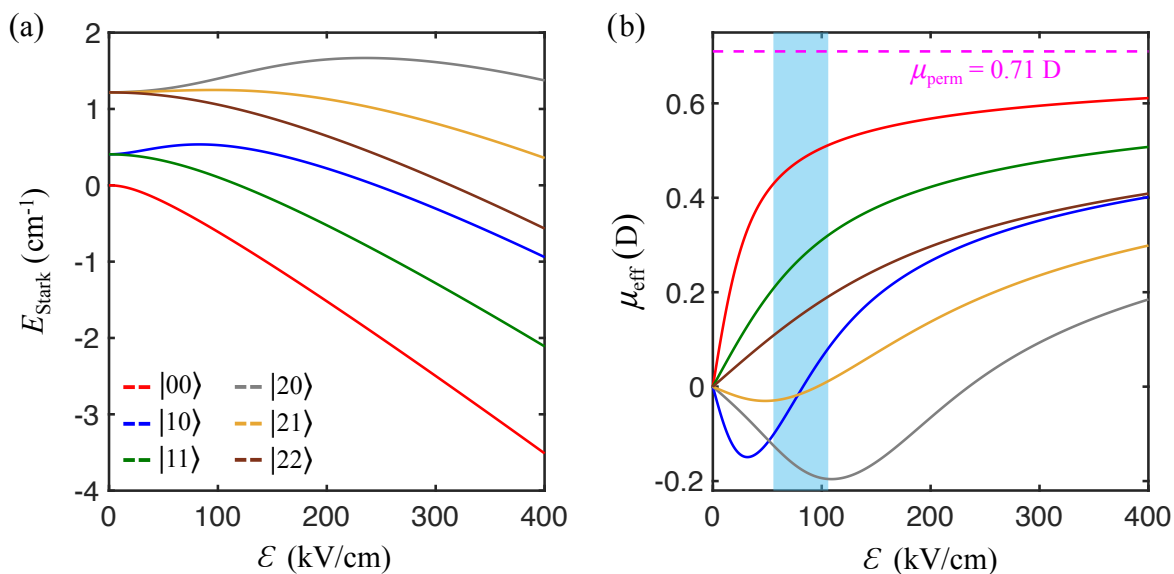 (a)
2
1
0
-1
-2
-3
-4
E_Stark (cm⁻¹)
|00⟩ |20⟩
|10⟩ |21⟩
|11⟩ |22⟩
0 100 200 300 400
ℰ (kV/cm)
(b)
0.6
0.4
0.2
0
-0.2
μ_eff (D)
μ_perm = 0.71 D
0 100 200 300 400
ℰ (kV/cm)